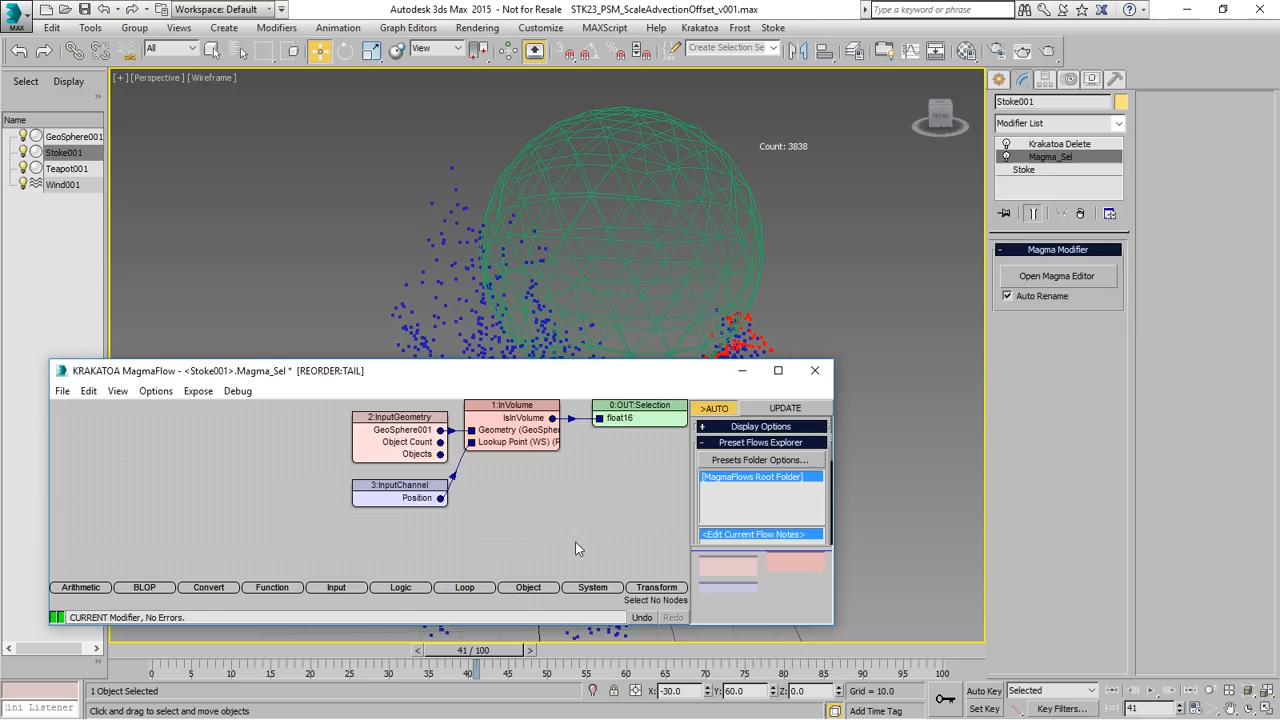 Workspace: Default
Autodesk 3ds Max 2015 - Not for Resale   STK23_PSM_ScaleAdvectionOffset_v001.max
Type a keyword or phrase
MAX
Edit Tools Group Views Create Modifiers Animation Graph Editors Rendering Customize MAXScript Help Krakatoa Frost Stoke
All
View
Create Selection Se
Select Display
[+] [Perspective] [Wireframe]
Stoke001
Modifier List
Name
GeoSphere001
Stoke001
Teapot001
Wind001
Count: 3838
Krakatoa Delete
Magma_Sel
Stoke
- Magma Modifier
Open Magma Editor
Auto Rename
KRAKATOA MagmaFlow - <Stoke001>.Magma_Sel * [REORDER:TAIL]
File Edit View Options Expose Debug
>AUTO UPDATE
1:InVolume
IsInVolume
Geometry (GeoSpher
Lookup Point (WS) (P
0:OUT:Selection
float16
2:InputGeometry
GeoSphere001
Object Count
Objects
3:InputChannel
Position
+ Display Options
- Preset Flows Explorer
Presets Folder Options...
[MagmaFlows Root Folder]
<Edit Current Flow Notes>
Arithmetic BLOP Convert Function Input Logic Loop Object System Transform
Select No Nodes
CURRENT Modifier, No Errors.
Undo Redo
< 41 / 100 >
0 5 10 15 20 25 30 35 40 45 50 55 60 65 70 75 80 85 90 95 100
1 Object Selected
X: -30.0 Y: 60.0 Z: 0.0 Grid = 10.0
Auto Key Selected
ini Listener
Click and drag to select and move objects
Add Time Tag
Set Key Key Filters... 41